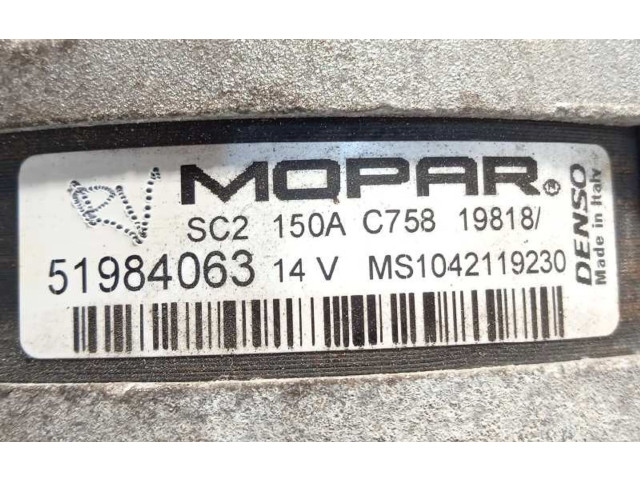 MOPAR®
SC2 150A C758 19818/
51984063 14 V MS1042119230
DENSO
Made in Italy